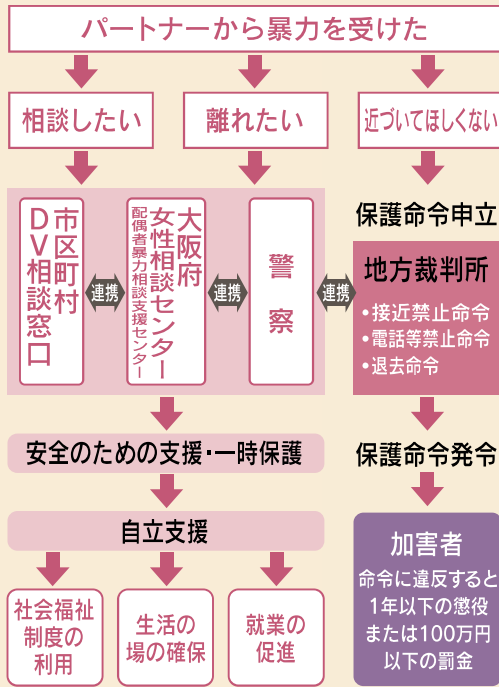 パートナーから暴力を受けた
相談したい
離れたい
近づいてほしくない
市区町村
DV相談窓口
連携
大阪府
女性相談センター
配偶者暴力相談支援センター
連携
警察
連携
保護命令申立
地方裁判所
•接近禁止命令
•電話等禁止命令
•退去命令
安全のための支援・一時保護
保護命令発令
自立支援
社会福祉
制度の
利用
生活の
場の確保
就業の
促進
加害者
命令に違反すると
1年以下の懲役
または100万円
以下の罰金